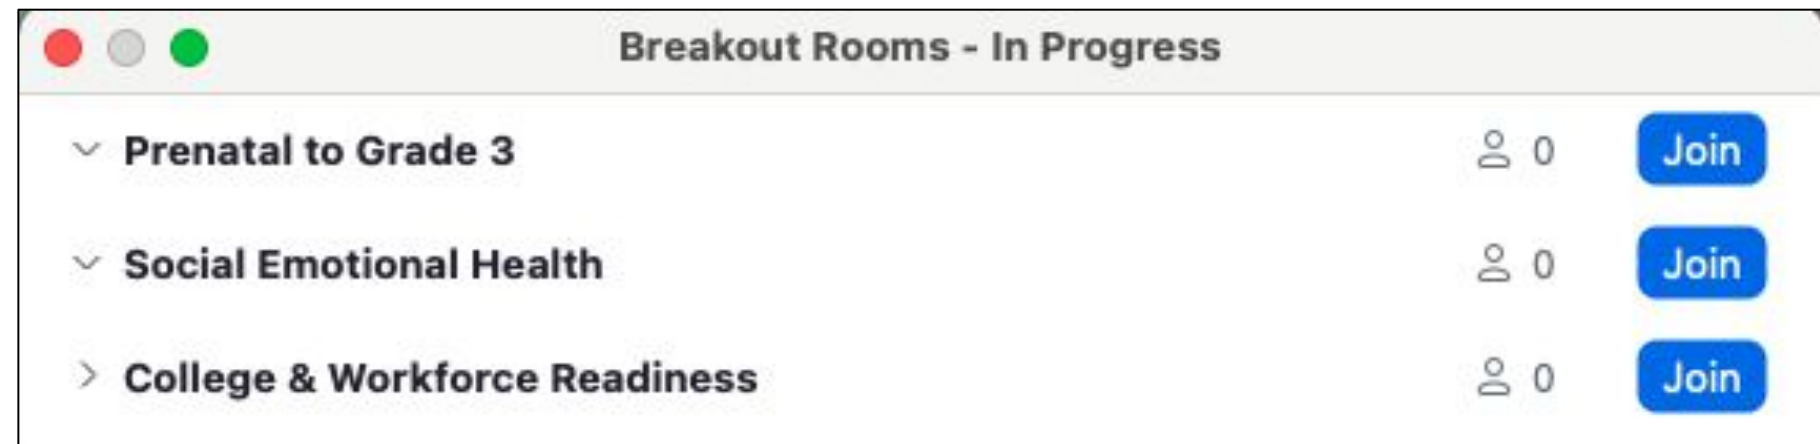 Breakout Rooms - In Progress
Prenatal to Grade 3 0 Join
Social Emotional Health 0 Join
College & Workforce Readiness 0 Join